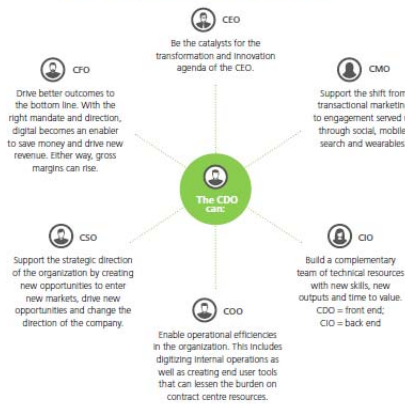 CEO
Be the catalysts for the
transformation and innovation
agenda of the CEO.
CFO
Drive better outcomes to
the bottom line. With the
right mandate and direction,
digital becomes an enabler
to save money and drive new
revenue. Either way, gross
margins can rise.
CMO
Support the shift from
transactional marketing
to engagement served
through social, mobile
search and wearables
The CDO
can:
CSO
Support the strategic direction
of the organization by creating
new opportunities to enter
new markets, drive new
opportunities and change the
direction of the company.
CIO
Build a complementary
team of technical resources
with new skills, new
outputs and time to value.
CDO = front end;
CIO = back end
COO
Enable operational efficiencies
in the organization. This includes
digitizing internal operations as
well as creating end user tools
that can lessen the burden on
contract centre resources.